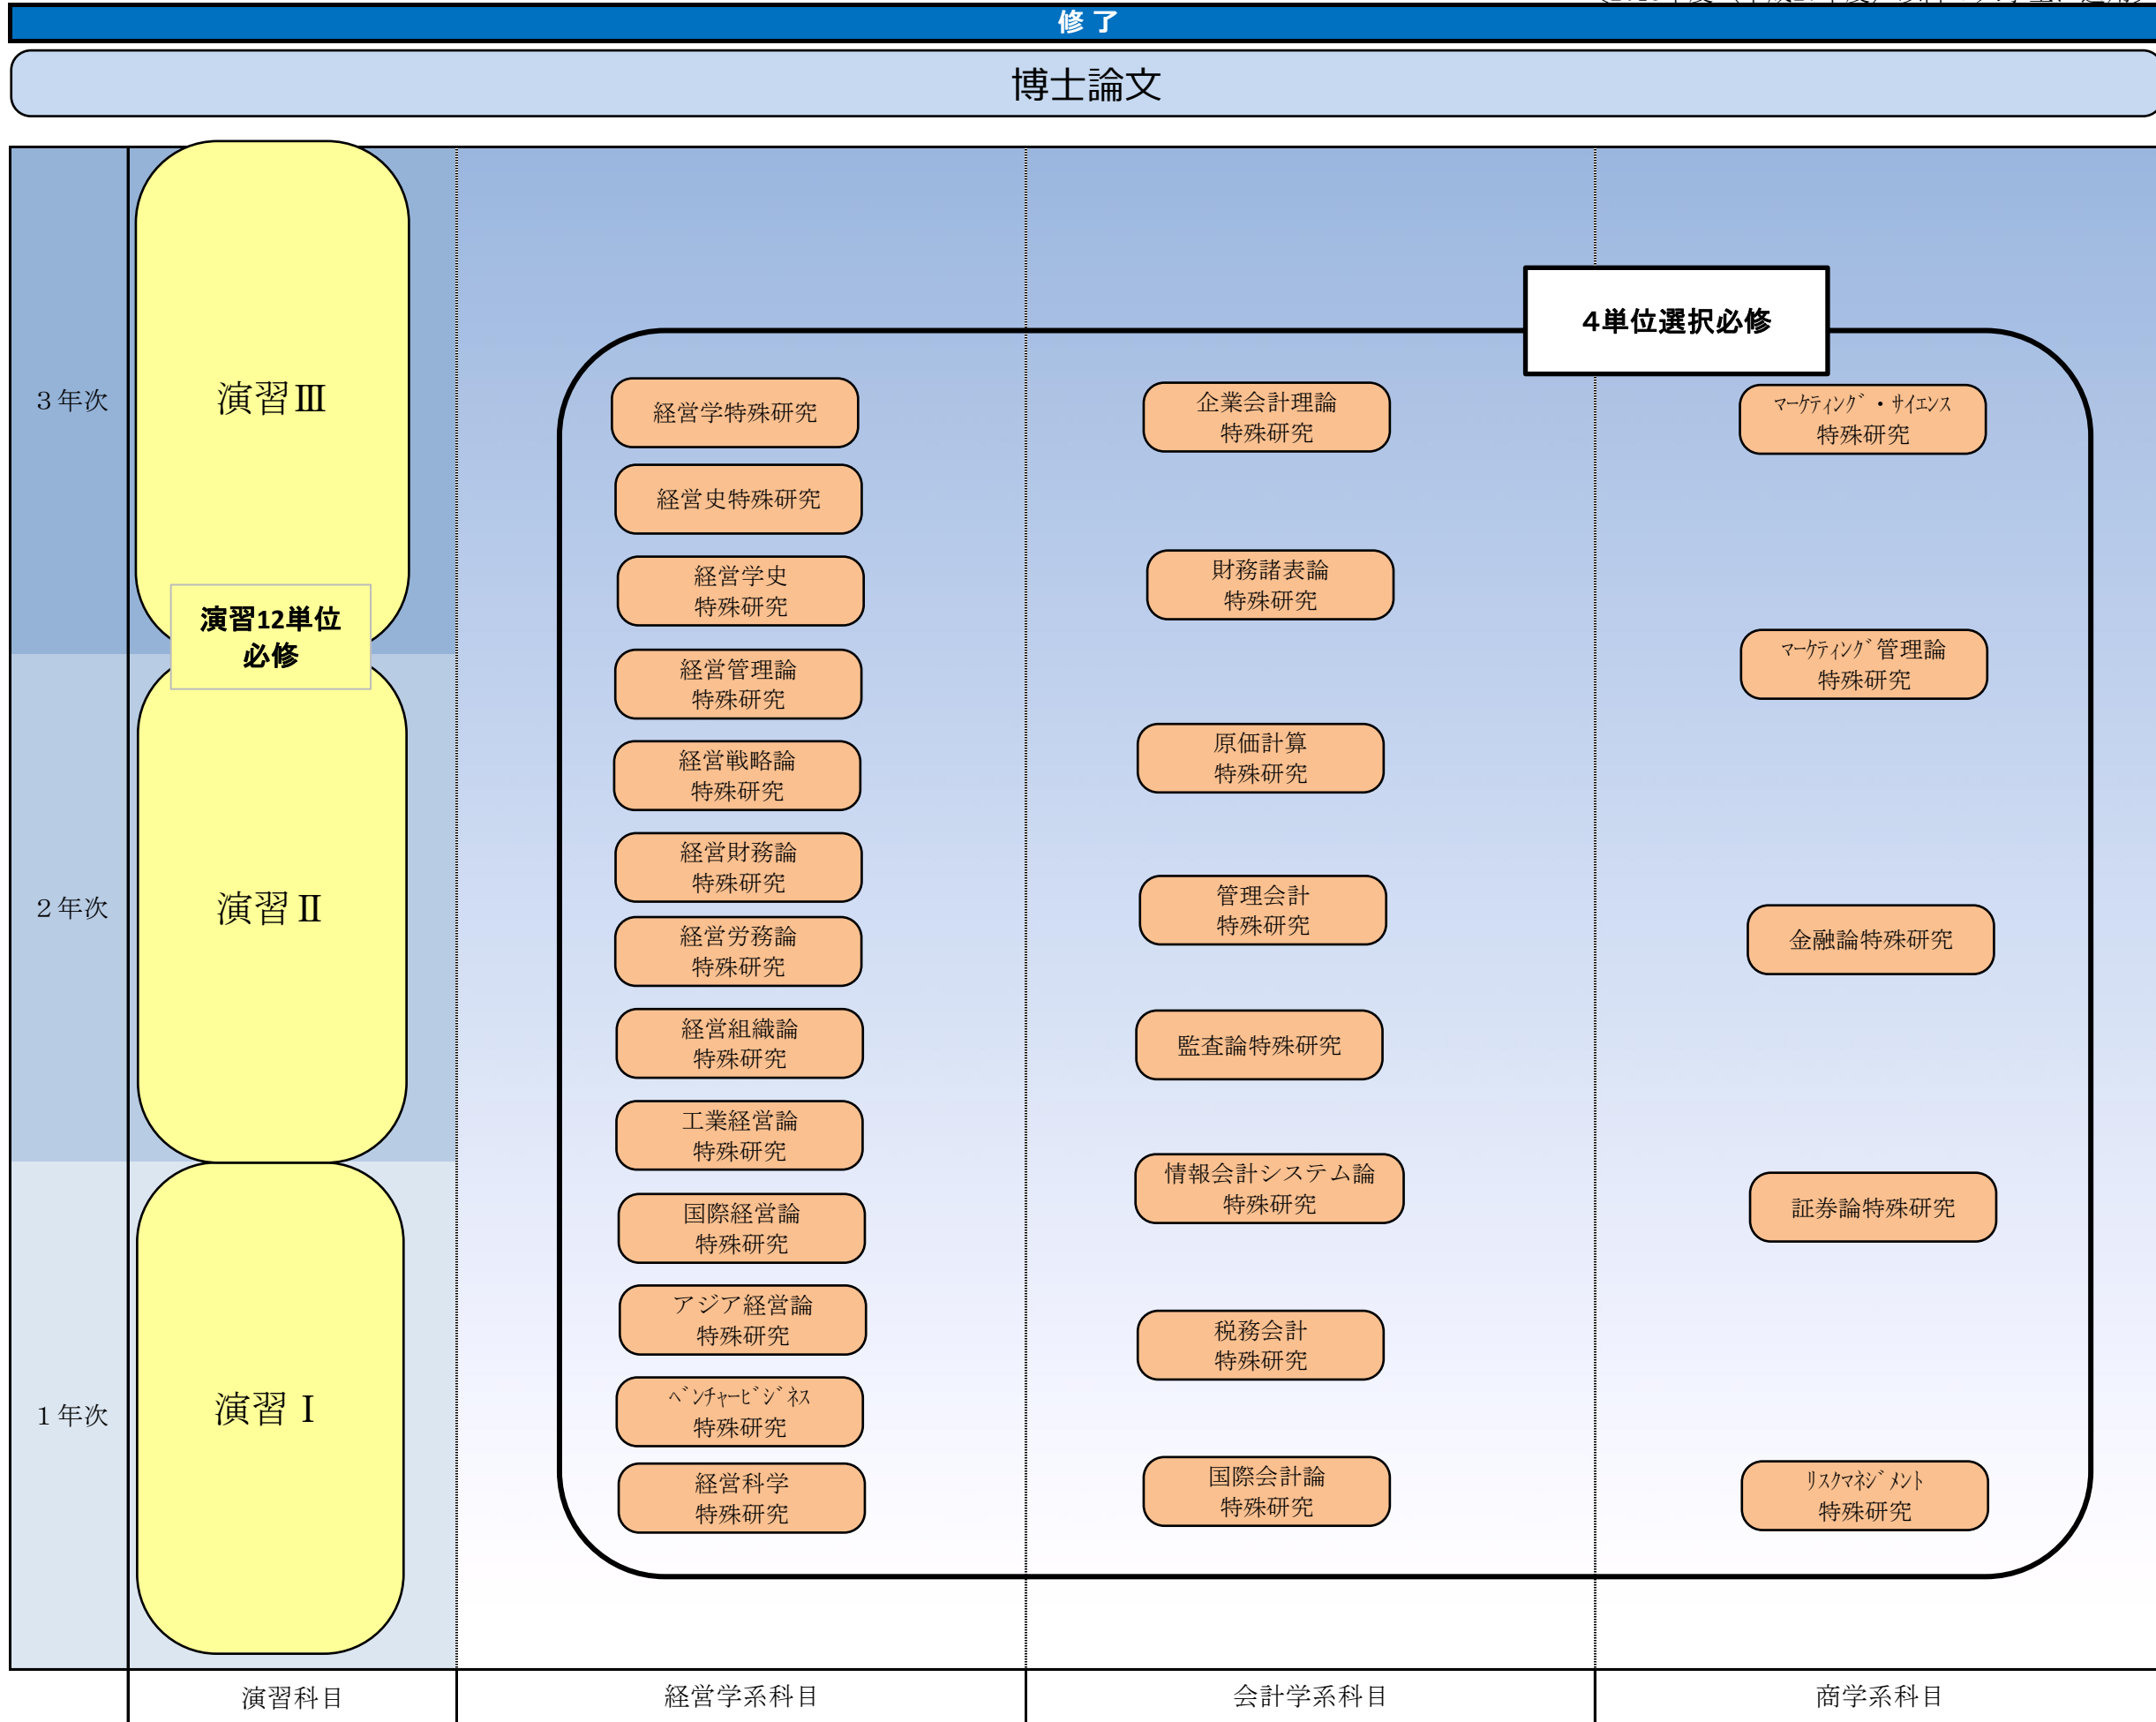 修了
博士論文
4単位選択必修
3年次
演習Ⅲ
演習12単位
必修
2年次
演習Ⅱ
1年次
演習Ⅰ
経営学特殊研究
経営史特殊研究
経営学史
特殊研究
経営管理論
特殊研究
経営戦略論
特殊研究
経営財務論
特殊研究
経営労務論
特殊研究
経営組織論
特殊研究
工業経営論
特殊研究
国際経営論
特殊研究
アジア経営論
特殊研究
ﾍﾞﾝﾁｬｰﾋﾞｼﾞﾈｽ
特殊研究
経営科学
特殊研究
企業会計理論
特殊研究
財務諸表論
特殊研究
原価計算
特殊研究
管理会計
特殊研究
監査論特殊研究
情報会計システム論
特殊研究
税務会計
特殊研究
国際会計論
特殊研究
ﾏｰｹﾃｨﾝｸﾞ・ｻｲｴﾝｽ
特殊研究
ﾏｰｹﾃｨﾝｸﾞ管理論
特殊研究
金融論特殊研究
証券論特殊研究
ﾘｽｸﾏﾈｼﾞﾒﾝﾄ
特殊研究
演習科目
経営学系科目
会計学系科目
商学系科目